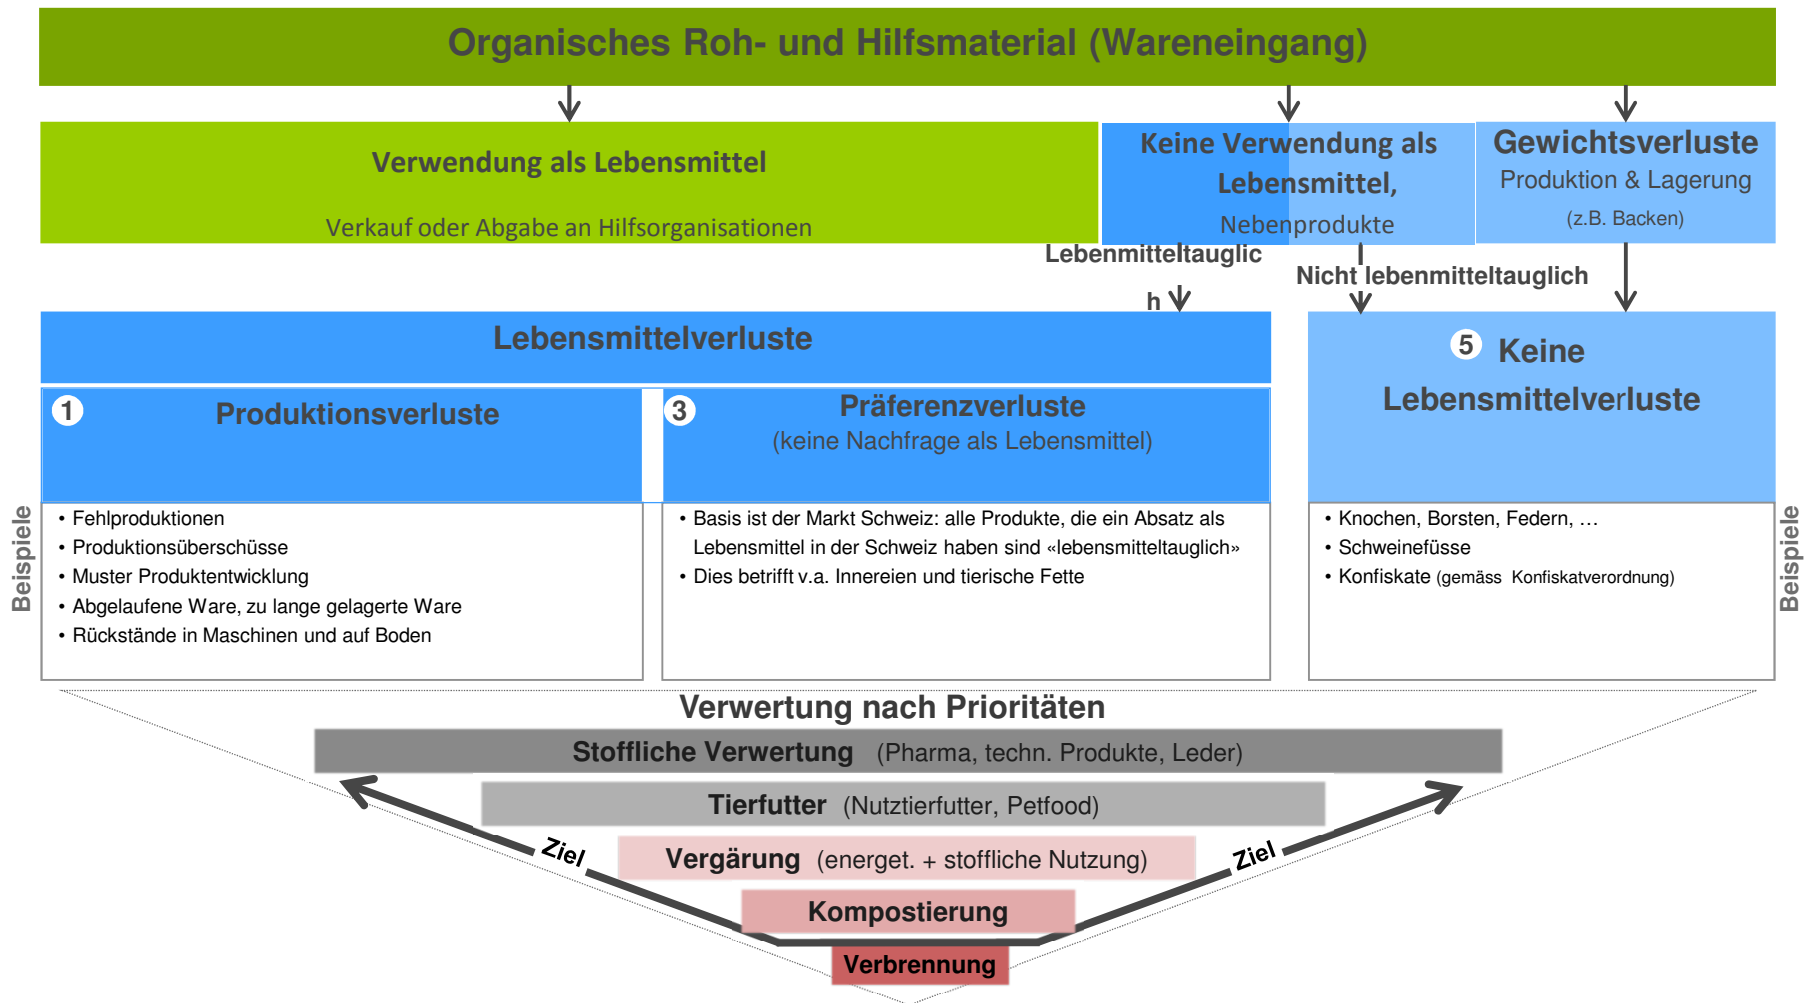 Organisches Roh- und Hilfsmaterial (Wareneingang)
Verwendung als Lebensmittel
Verkauf oder Abgabe an Hilfsorganisationen
Keine Verwendung als
Lebensmittel,
Nebenprodukte
Gewichtsverluste
Produktion & Lagerung
(z.B. Backen)
Lebenmitteltauglic
h
Nicht lebenmitteltauglich
Lebensmittelverluste
5 Keine
Lebensmittelverluste
1 Produktionsverluste
3 Präferenzverluste
(keine Nachfrage als Lebensmittel)
Beispiele
• Fehlproduktionen
• Produktionsüberschüsse
• Muster Produktentwicklung
• Abgelaufene Ware, zu lange gelagerte Ware
• Rückstände in Maschinen und auf Boden
• Basis ist der Markt Schweiz: alle Produkte, die ein Absatz als
Lebensmittel in der Schweiz haben sind «lebensmitteltauglich»
• Dies betrifft v.a. Innereien und tierische Fette
• Knochen, Borsten, Federn, …
• Schweinefüsse
• Konfiskate (gemäss Konfiskatverordnung)
Beispiele
Verwertung nach Prioritäten
Stoffliche Verwertung (Pharma, techn. Produkte, Leder)
Tierfutter (Nutztierfutter, Petfood)
Ziel
Vergärung (energet. + stoffliche Nutzung)
Ziel
Kompostierung
Verbrennung